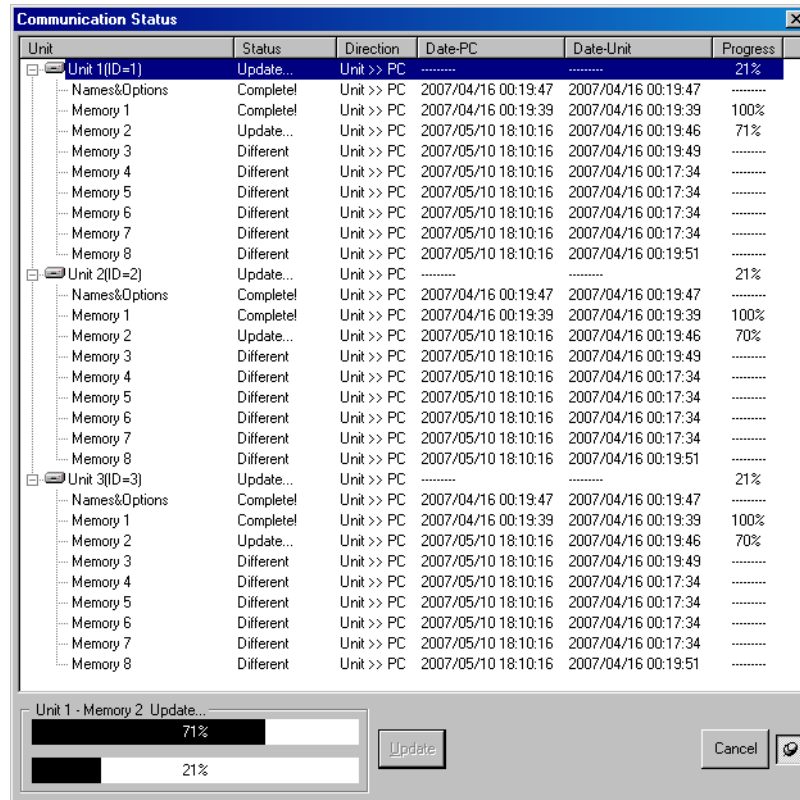 Communication Status
Unit Status Direction Date-PC Date-Unit Progress
Unit 1(ID=1) Update... Unit >> PC --------- --------- 21%
Names&Options Complete! Unit >> PC 2007/04/16 00:19:47 2007/04/16 00:19:47 ---------
Memory 1 Complete! Unit >> PC 2007/04/16 00:19:39 2007/04/16 00:19:39 100%
Memory 2 Update... Unit >> PC 2007/05/10 18:10:16 2007/04/16 00:19:46 71%
Memory 3 Different Unit >> PC 2007/05/10 18:10:16 2007/04/16 00:19:49 ---------
Memory 4 Different Unit >> PC 2007/05/10 18:10:16 2007/04/16 00:17:34 ---------
Memory 5 Different Unit >> PC 2007/05/10 18:10:16 2007/04/16 00:17:34 ---------
Memory 6 Different Unit >> PC 2007/05/10 18:10:16 2007/04/16 00:17:34 ---------
Memory 7 Different Unit >> PC 2007/05/10 18:10:16 2007/04/16 00:17:34 ---------
Memory 8 Different Unit >> PC 2007/05/10 18:10:16 2007/04/16 00:19:51 ---------
Unit 2(ID=2) Update... Unit >> PC --------- --------- 21%
Names&Options Complete! Unit >> PC 2007/04/16 00:19:47 2007/04/16 00:19:47 ---------
Memory 1 Complete! Unit >> PC 2007/04/16 00:19:39 2007/04/16 00:19:39 100%
Memory 2 Update... Unit >> PC 2007/05/10 18:10:16 2007/04/16 00:19:46 70%
Memory 3 Different Unit >> PC 2007/05/10 18:10:16 2007/04/16 00:19:49 ---------
Memory 4 Different Unit >> PC 2007/05/10 18:10:16 2007/04/16 00:17:34 ---------
Memory 5 Different Unit >> PC 2007/05/10 18:10:16 2007/04/16 00:17:34 ---------
Memory 6 Different Unit >> PC 2007/05/10 18:10:16 2007/04/16 00:17:34 ---------
Memory 7 Different Unit >> PC 2007/05/10 18:10:16 2007/04/16 00:17:34 ---------
Memory 8 Different Unit >> PC 2007/05/10 18:10:16 2007/04/16 00:19:51 ---------
Unit 3(ID=3) Update... Unit >> PC --------- --------- 21%
Names&Options Complete! Unit >> PC 2007/04/16 00:19:47 2007/04/16 00:19:47 ---------
Memory 1 Complete! Unit >> PC 2007/04/16 00:19:39 2007/04/16 00:19:39 100%
Memory 2 Update... Unit >> PC 2007/05/10 18:10:16 2007/04/16 00:19:46 70%
Memory 3 Different Unit >> PC 2007/05/10 18:10:16 2007/04/16 00:19:49 ---------
Memory 4 Different Unit >> PC 2007/05/10 18:10:16 2007/04/16 00:17:34 ---------
Memory 5 Different Unit >> PC 2007/05/10 18:10:16 2007/04/16 00:17:34 ---------
Memory 6 Different Unit >> PC 2007/05/10 18:10:16 2007/04/16 00:17:34 ---------
Memory 7 Different Unit >> PC 2007/05/10 18:10:16 2007/04/16 00:17:34 ---------
Memory 8 Different Unit >> PC 2007/05/10 18:10:16 2007/04/16 00:19:51 ---------
Unit 1 - Memory 2 Update...
71%
21%
Update
Cancel